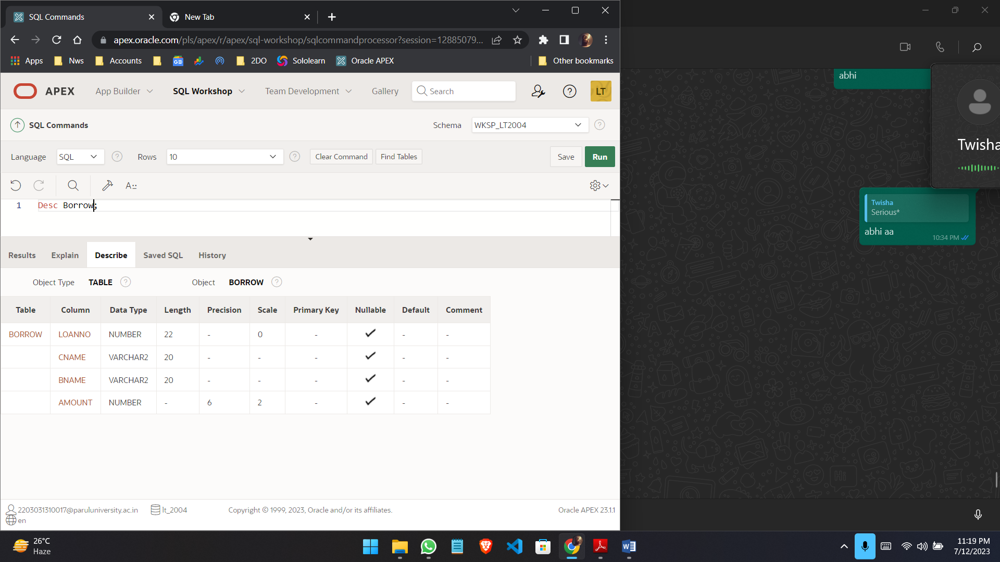 SQL Commands
New Tab
apex.oracle.com/pls/apex/r/apex/sql-workshop/sqlcommandprocessor?session=12885079...
Apps Nws Accounts 2DO Sololearn Oracle APEX Other bookmarks
APEX App Builder SQL Workshop Team Development Gallery Search LT
SQL Commands Schema WKSP_LT2004
Language SQL Rows 10 Clear Command Find Tables Save Run
1 Desc Borrow;
Results Explain Describe Saved SQL History
Object Type TABLE Object BORROW
Table Column Data Type Length Precision Scale Primary Key Nullable Default Comment
BORROW LOANNO NUMBER 22 - 0 - - -
CNAME VARCHAR2 20 - - - - -
BNAME VARCHAR2 20 - - - - -
AMOUNT NUMBER - 6 2 - - -
2203031310017@paruluniversity.ac.in lt_2004 Copyright © 1999, 2023, Oracle and/or its affiliates. Oracle APEX 23.1.1
en
abhi
Twisha
Twisha
Serious*
abhi aa
10:34 PM
26°C
Haze
11:19 PM
7/12/2023